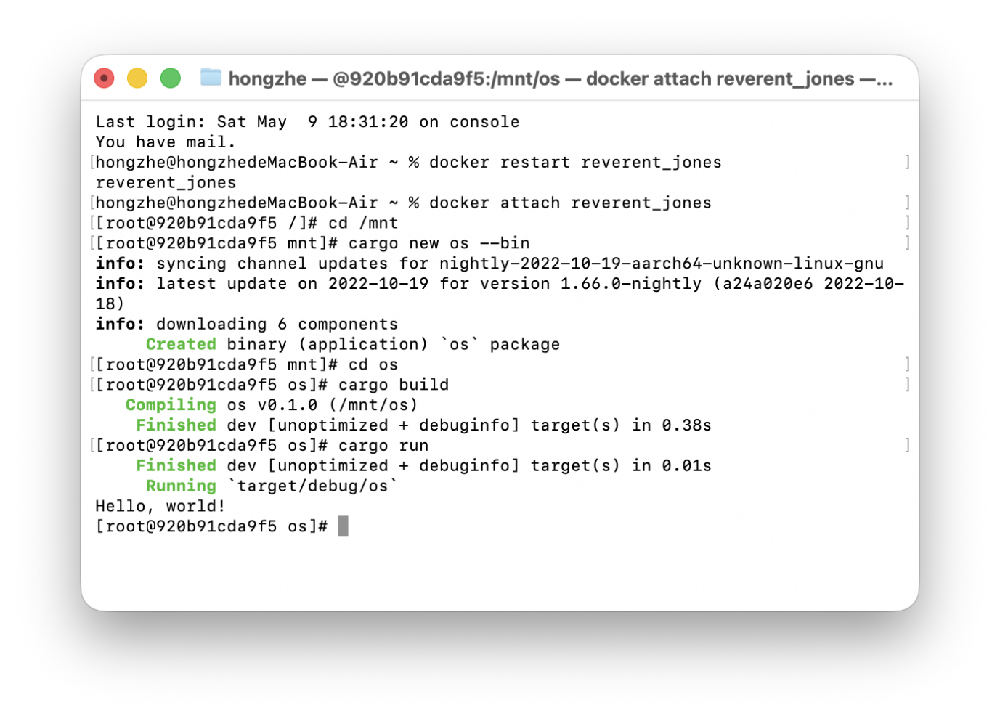 hongzhe — @920b91cda9f5:/mnt/os — docker attach reverent_jones —...
Last login: Sat May  9 18:31:20 on console
You have mail.
[hongzhe@hongzhedeMacBook-Air ~ % docker restart reverent_jones ]
reverent_jones
[hongzhe@hongzhedeMacBook-Air ~ % docker attach reverent_jones ]
[[root@920b91cda9f5 /]# cd /mnt ]
[[root@920b91cda9f5 mnt]# cargo new os --bin ]
info: syncing channel updates for nightly-2022-10-19-aarch64-unknown-linux-gnu
info: latest update on 2022-10-19 for version 1.66.0-nightly (a24a020e6 2022-10-
18)
info: downloading 6 components
     Created binary (application) `os` package
[[root@920b91cda9f5 mnt]# cd os ]
[[root@920b91cda9f5 os]# cargo build ]
   Compiling os v0.1.0 (/mnt/os)
    Finished dev [unoptimized + debuginfo] target(s) in 0.38s
[[root@920b91cda9f5 os]# cargo run ]
    Finished dev [unoptimized + debuginfo] target(s) in 0.01s
     Running `target/debug/os`
Hello, world!
[root@920b91cda9f5 os]#